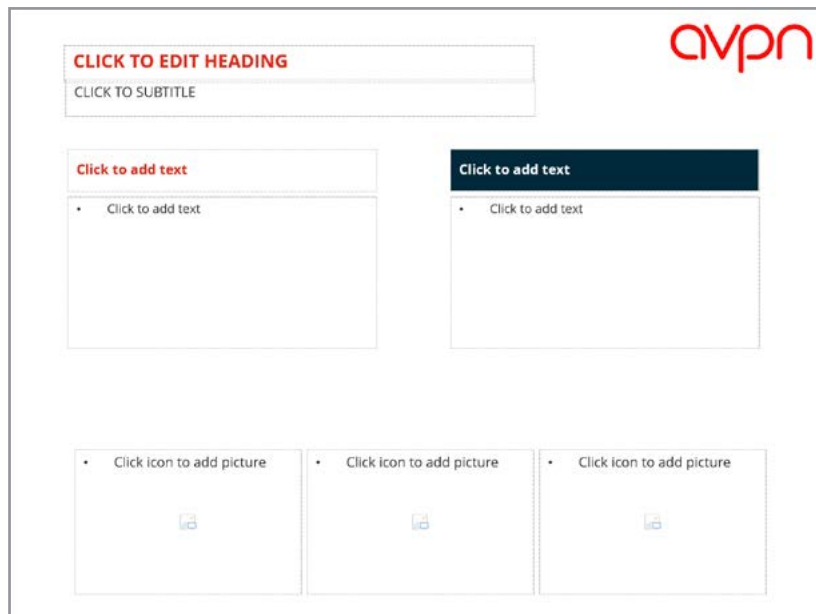 avpn
CLICK TO EDIT HEADING
CLICK TO SUBTITLE
Click to add text
• Click to add text
Click to add text
• Click to add text
• Click icon to add picture
• Click icon to add picture
• Click icon to add picture